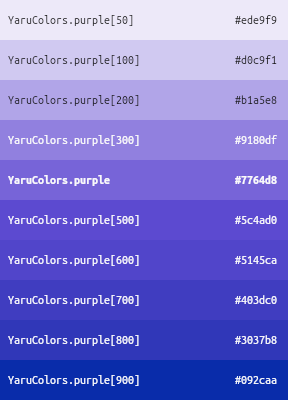 YaruColors.purple[50] #ede9f9
YaruColors.purple[100] #d0c9f1
YaruColors.purple[200] #b1a5e8
YaruColors.purple[300] #9180df
YaruColors.purple #7764d8
YaruColors.purple[500] #5c4ad0
YaruColors.purple[600] #5145ca
YaruColors.purple[700] #403dc0
YaruColors.purple[800] #3037b8
YaruColors.purple[900] #092caa